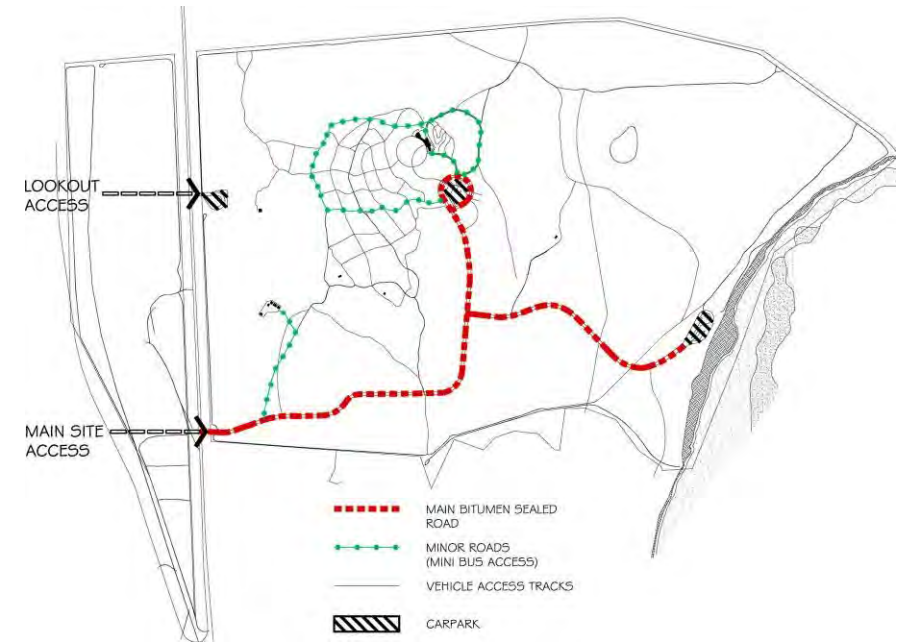 LOOKOUT
ACCESS
MAIN SITE
ACCESS
MAIN BITUMEN SEALED
ROAD
MINOR ROADS
(MINI BUS ACCESS)
VEHICLE ACCESS TRACKS
CARPARK